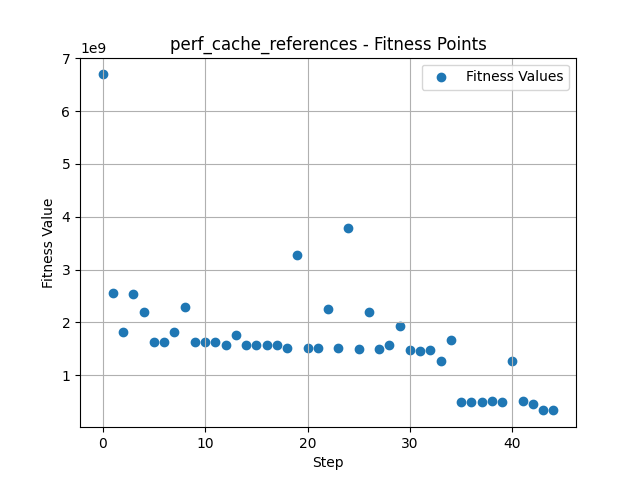 perf_cache_references - Fitness Points
1e9
Fitness Values
7
6
5
4
3
2
1
Fitness Value
0 10 20 30 40
Step